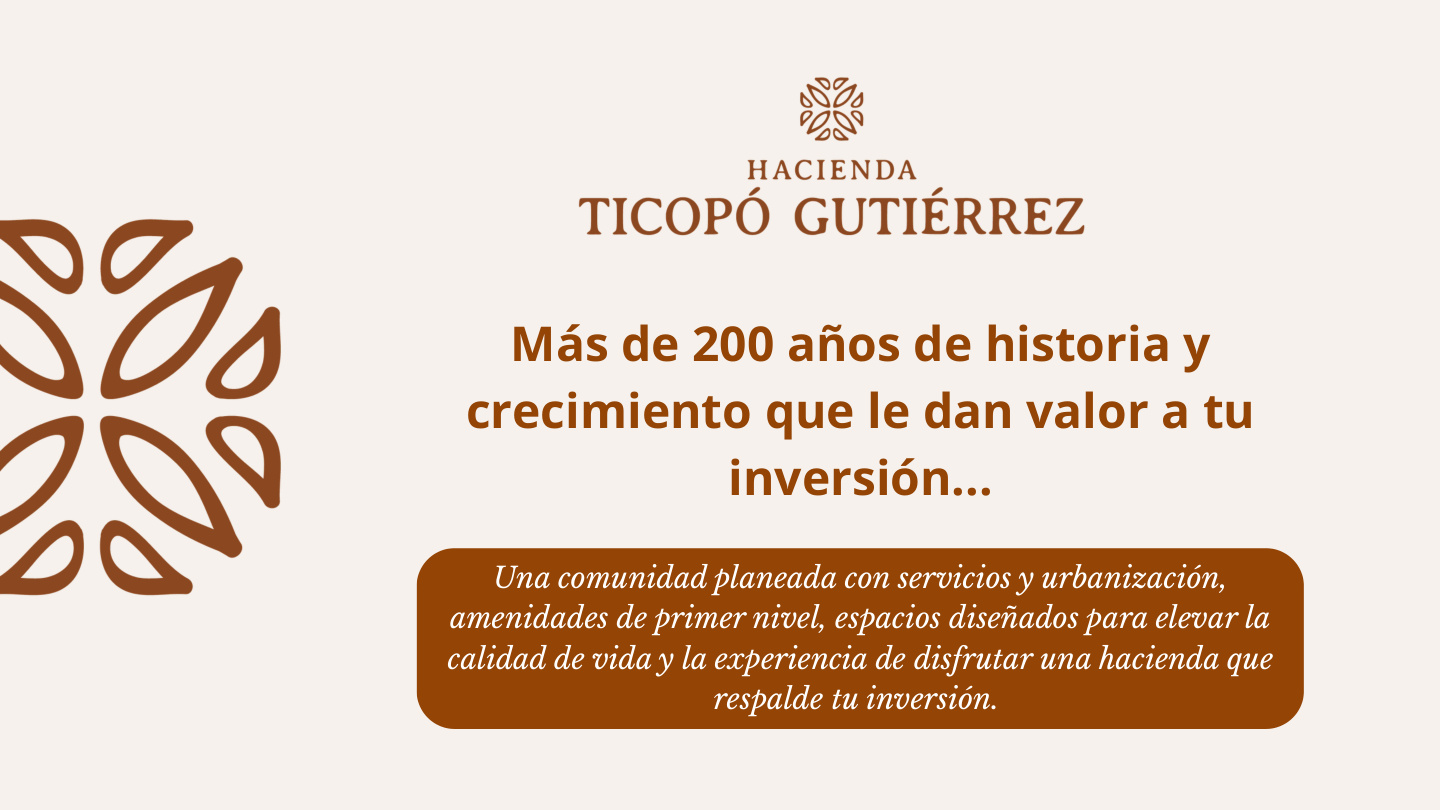 HACIENDA
TICOPÓ GUTIÉRREZ
Más de 200 años de historia y
crecimiento que le dan valor a tu
inversión...
Una comunidad planeada con servicios y urbanización,
amenidades de primer nivel, espacios diseñados para elevar la
calidad de vida y la experiencia de disfrutar una hacienda que
respalde tu inversión.